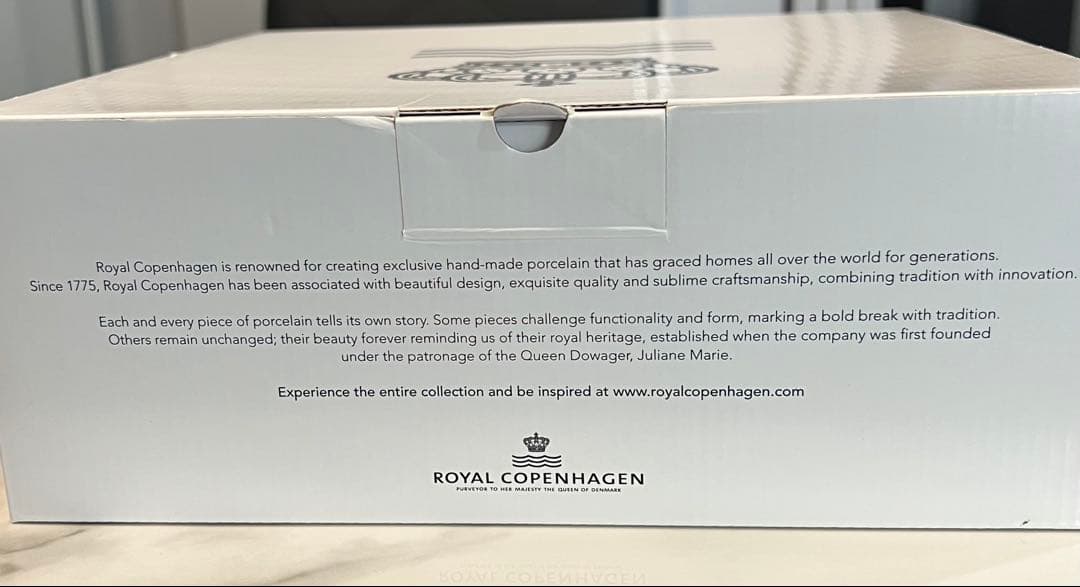 Royal Copenhagen is renowned for creating exclusive hand-made porcelain that has graced homes all over the world for generations.
Since 1775, Royal Copenhagen has been associated with beautiful design, exquisite quality and sublime craftsmanship, combining tradition with innovation.
Each and every piece of porcelain tells its own story. Some pieces challenge functionality and form, marking a bold break with tradition.
Others remain unchanged; their beauty forever reminding us of their royal heritage, established when the company was first founded
under the patronage of the Queen Dowager, Juliane Marie.
Experience the entire collection and be inspired at www.royalcopenhagen.com
ROYAL COPENHAGEN
PURVEYOR TO HER MAJESTY THE QUEEN OF DENMARK